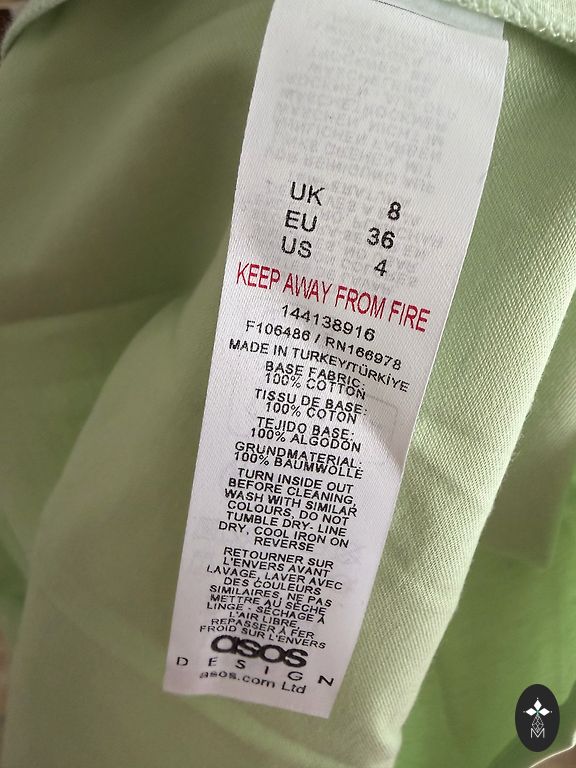 UK 8
EU 36
US 4
KEEP AWAY FROM FIRE
144138916
F106486 / RN166978
MADE IN TURKEY/TÜRKİYE
BASE FABRIC:
100% COTTON
TISSU DE BASE:
100% COTON
TEJIDO BASE:
100% ALGODON
GRUNDMATERIAL:
100% BAUMWOLLE
TURN INSIDE OUT
BEFORE CLEANING,
WASH WITH SIMILAR
COLOURS, DO NOT
TUMBLE DRY- LINE
DRY, COOL IRON ON
REVERSE
RETOURNER SUR
L'ENVERS AVANT
LAVAGE, LAVER AVEC
DES COULEURS
SIMILAIRES, NE PAS
METTRE AU SÈCHE
LINGE - SÉCHAGE À
L'AIR LIBRE,
REPASSER À FER
FROID SUR L'ENVERS
asos
DESIGN
asos.com Ltd
M